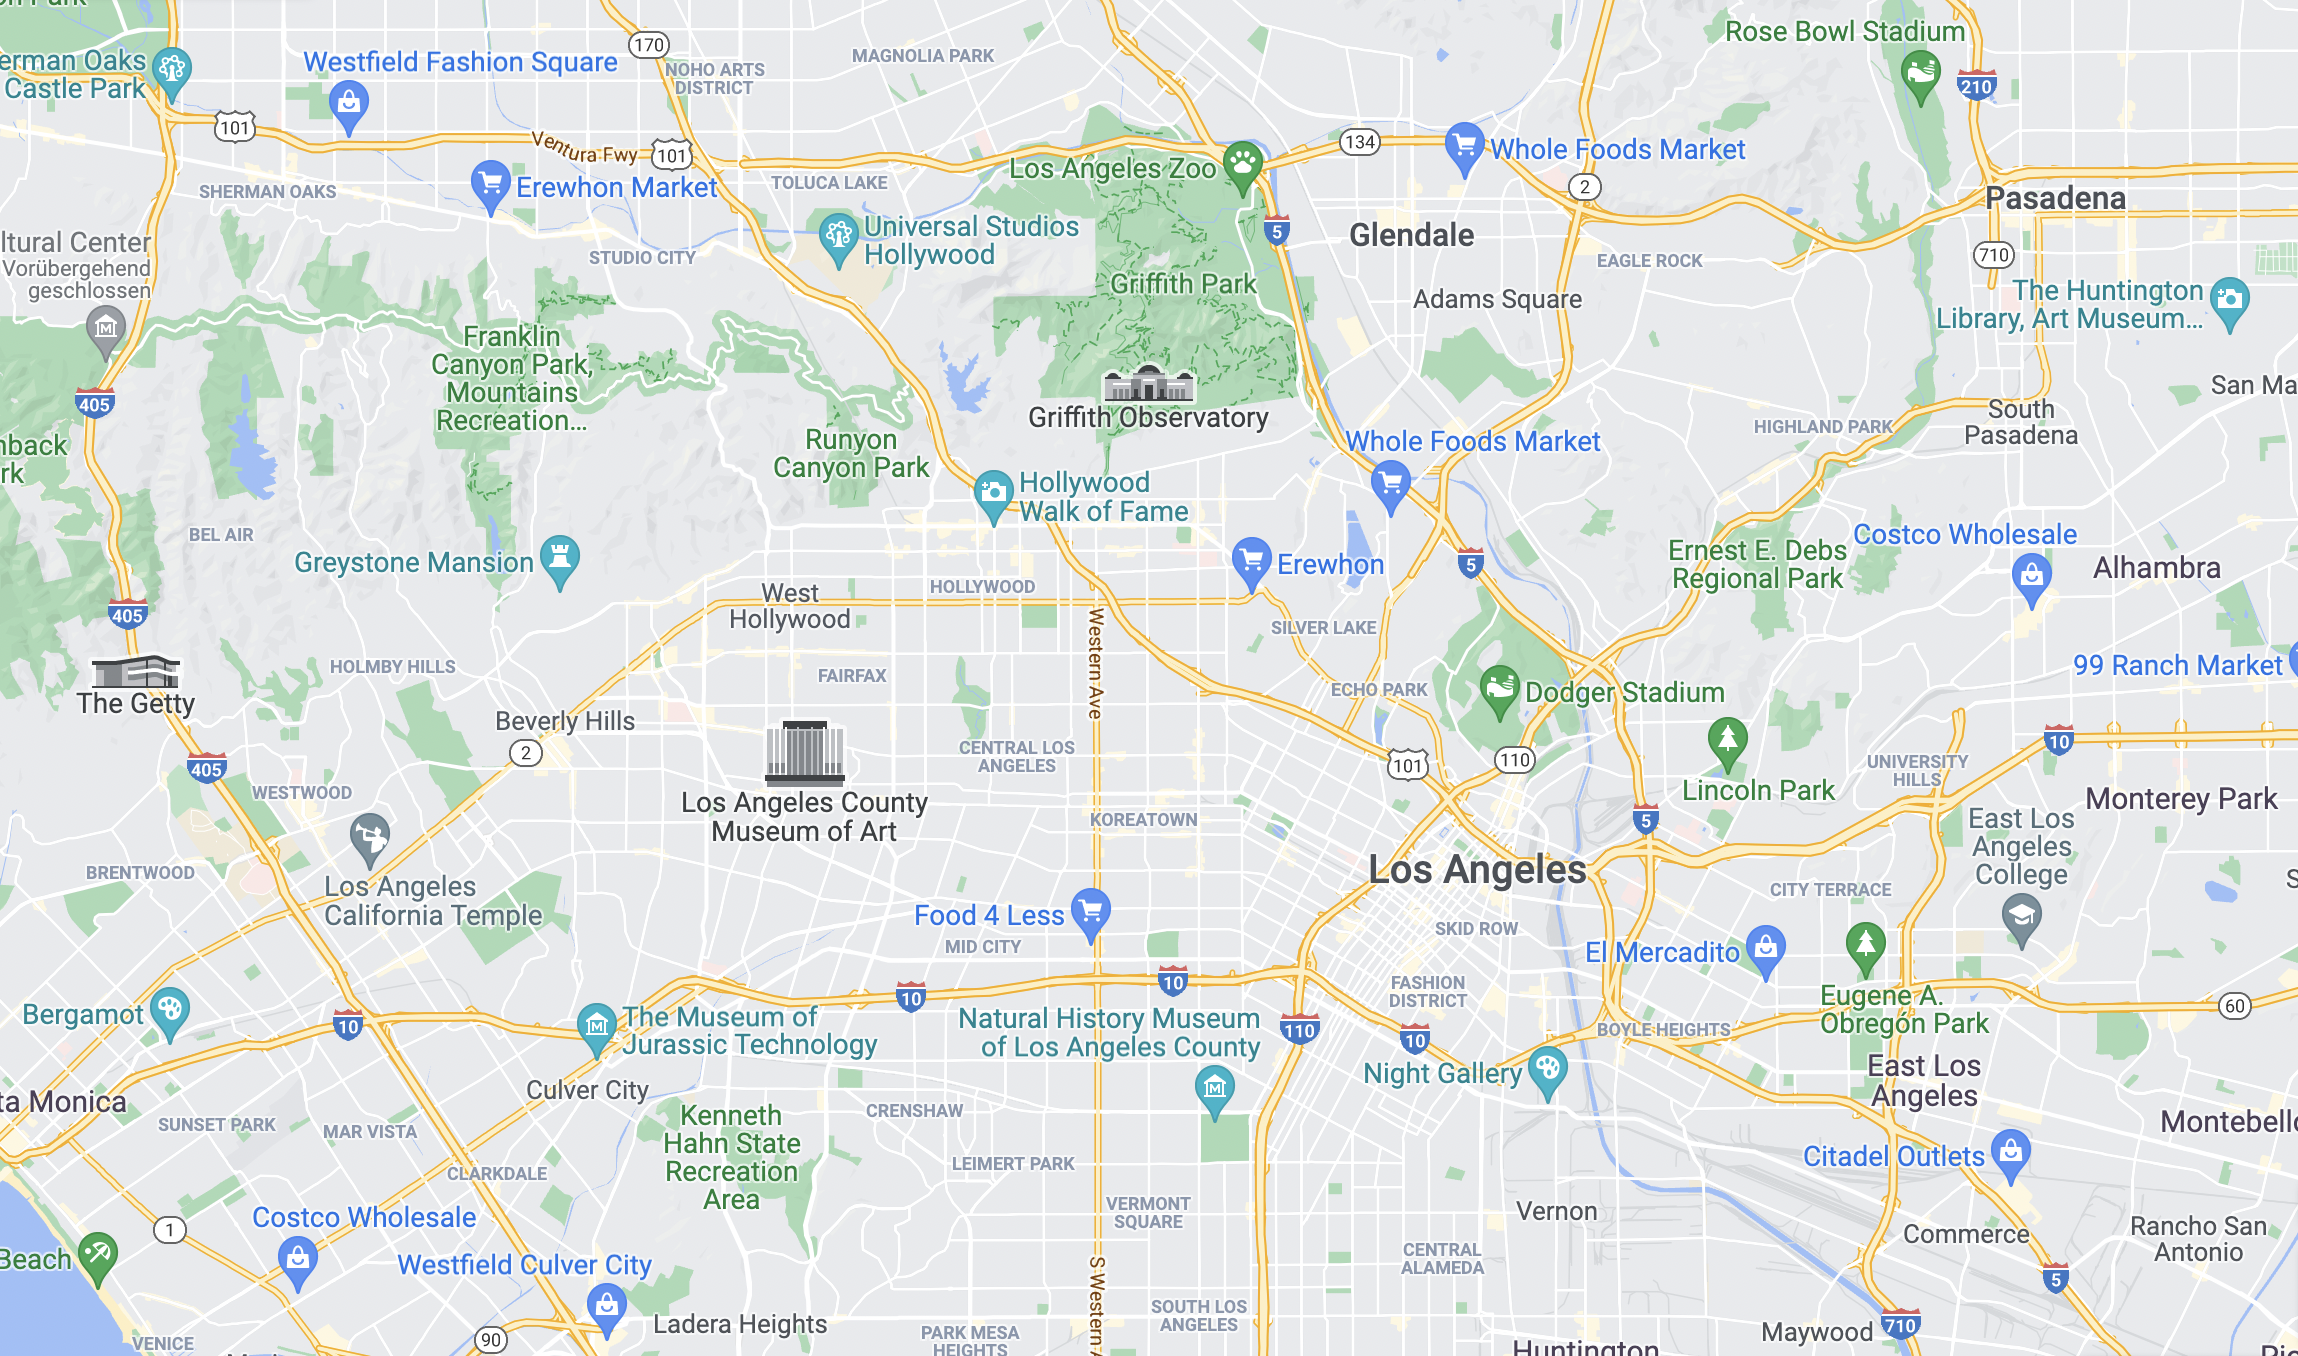 Rose Bowl Stadium
170
NOHO ARTS
DISTRICT
MAGNOLIA PARK
erman Oaks
Castle Park
Westfield Fashion Square
210
101
Ventura Fwy
101
134
Whole Foods Market
Los Angeles Zoo
TOLUCA LAKE
SHERMAN OAKS
Erewhon Market
2
Pasadena
ltural Center
Vorübergehend
geschlossen
STUDIO CITY
Universal Studios
Hollywood
5
Glendale
EAGLE ROCK
710
Griffith Park
Adams Square
The Huntington
Library, Art Museum...
Franklin
Canyon Park,
Mountains
Recreation...
405
Griffith Observatory
San Ma
South
Pasadena
HIGHLAND PARK
Runyon
Canyon Park
Whole Foods Market
nback
rk
Hollywood
Walk of Fame
BEL AIR
Greystone Mansion
Erewhon
5
Ernest E. Debs
Regional Park
Costco Wholesale
Alhambra
405
West
Hollywood
HOLLYWOOD
Western Ave
SILVER LAKE
HOLMBY HILLS
FAIRFAX
99 Ranch Market
The Getty
ECHO PARK
Dodger Stadium
Beverly Hills
2
405
CENTRAL LOS
ANGELES
101
110
Lincoln Park
UNIVERSITY
HILLS
10
WESTWOOD
Los Angeles County
Museum of Art
KOREATOWN
5
Monterey Park
East Los
Angeles
College
BRENTWOOD
Los Angeles
California Temple
Los Angeles
CITY TERRACE
S
Food 4 Less
MID CITY
SKID ROW
El Mercadito
10
10
FASHION
DISTRICT
Eugene A.
Obregon Park
60
Bergamot
10
The Museum of
Jurassic Technology
Natural History Museum
of Los Angeles County
110
10
BOYLE HEIGHTS
Night Gallery
East Los
Angeles
ta Monica
Culver City
SUNSET PARK
MAR VISTA
Kenneth
Hahn State
Recreation
Area
CRENSHAW
LEIMERT PARK
Montebello
Citadel Outlets
CLARKDALE
VERMONT
SQUARE
Vernon
Commerce
Rancho San
Antonio
1
Costco Wholesale
Beach
Westfield Culver City
S Western A
CENTRAL
ALAMEDA
5
SOUTH LOS
ANGELES
Ladera Heights
PARK MESA
HEIGHTS
Maywood
710
90
VENICE
Huntington